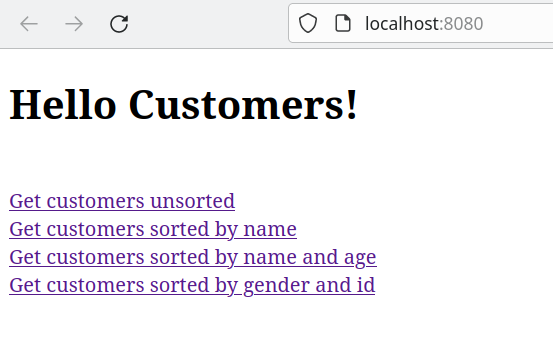 localhost:8080
Hello Customers!
Get customers unsorted
Get customers sorted by name
Get customers sorted by name and age
Get customers sorted by gender and id